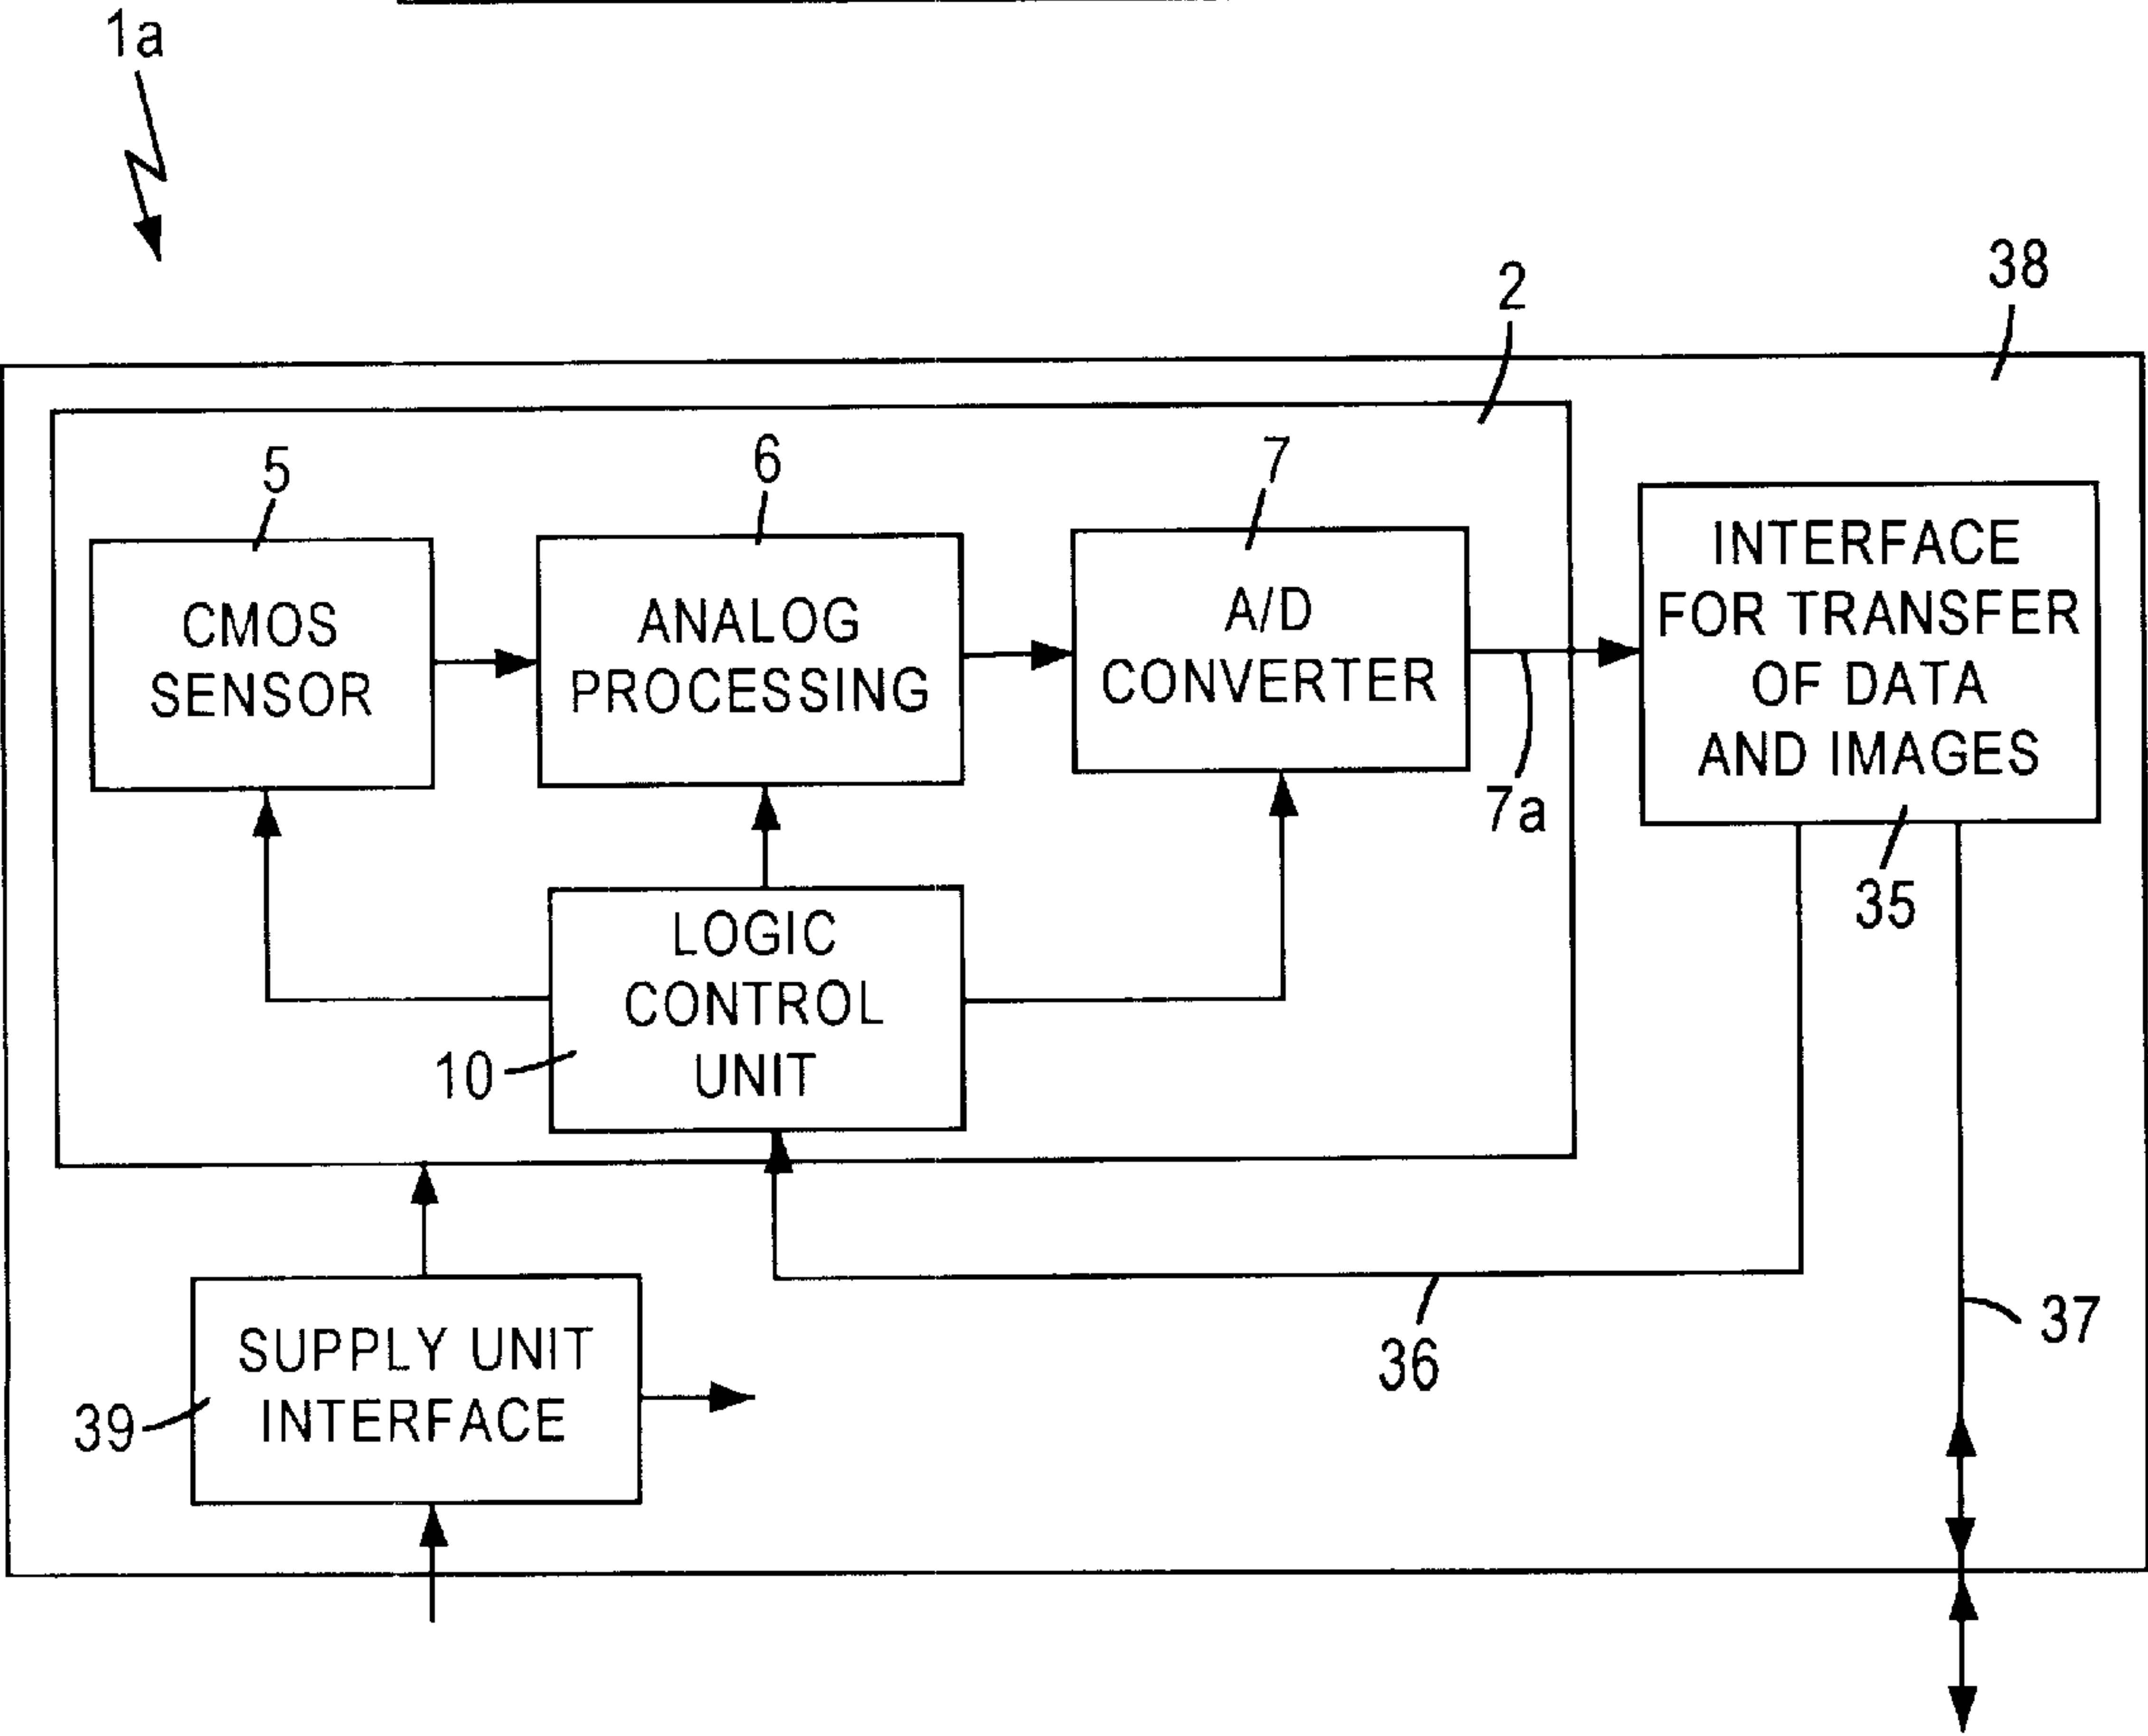 1a
2
38
5
6
7
CMOS
SENSOR
ANALOG
PROCESSING
A/D
CONVERTER
INTERFACE
FOR TRANSFER
OF DATA
AND IMAGES
7a
35
LOGIC
CONTROL
UNIT
10
36
37
SUPPLY UNIT
INTERFACE
39